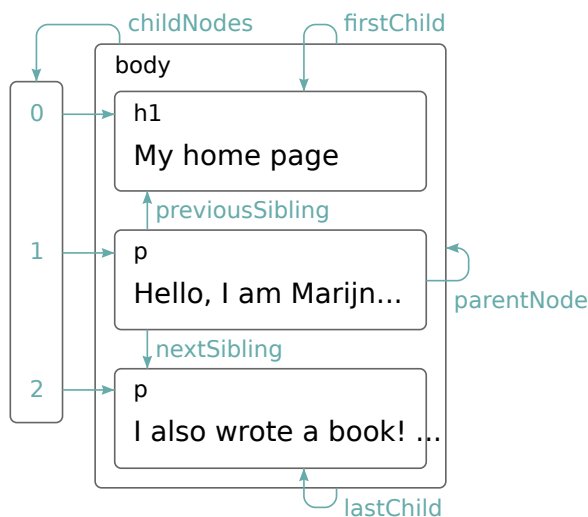 childNodes
firstChild
body
0
h1
My home page
previousSibling
1
p
Hello, I am Marijn...
parentNode
nextSibling
2
p
I also wrote a book! ...
lastChild